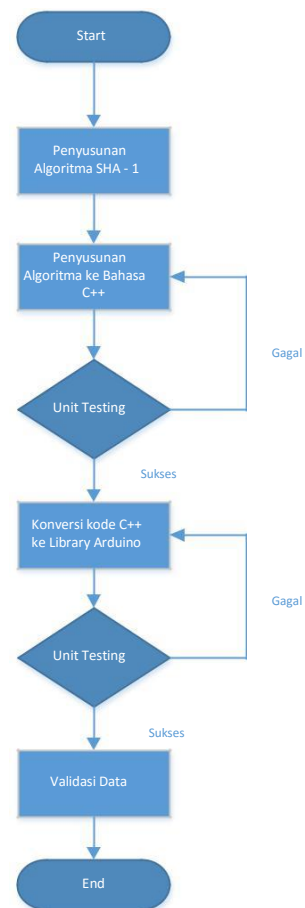 Start
Penyusunan
Algoritma SHA - 1
Penyusunan
Algoritma ke Bahasa
C++
Gagal
Unit Testing
Sukses
Konversi kode C++
ke Library Arduino
Gagal
Unit Testing
Sukses
Validasi Data
End